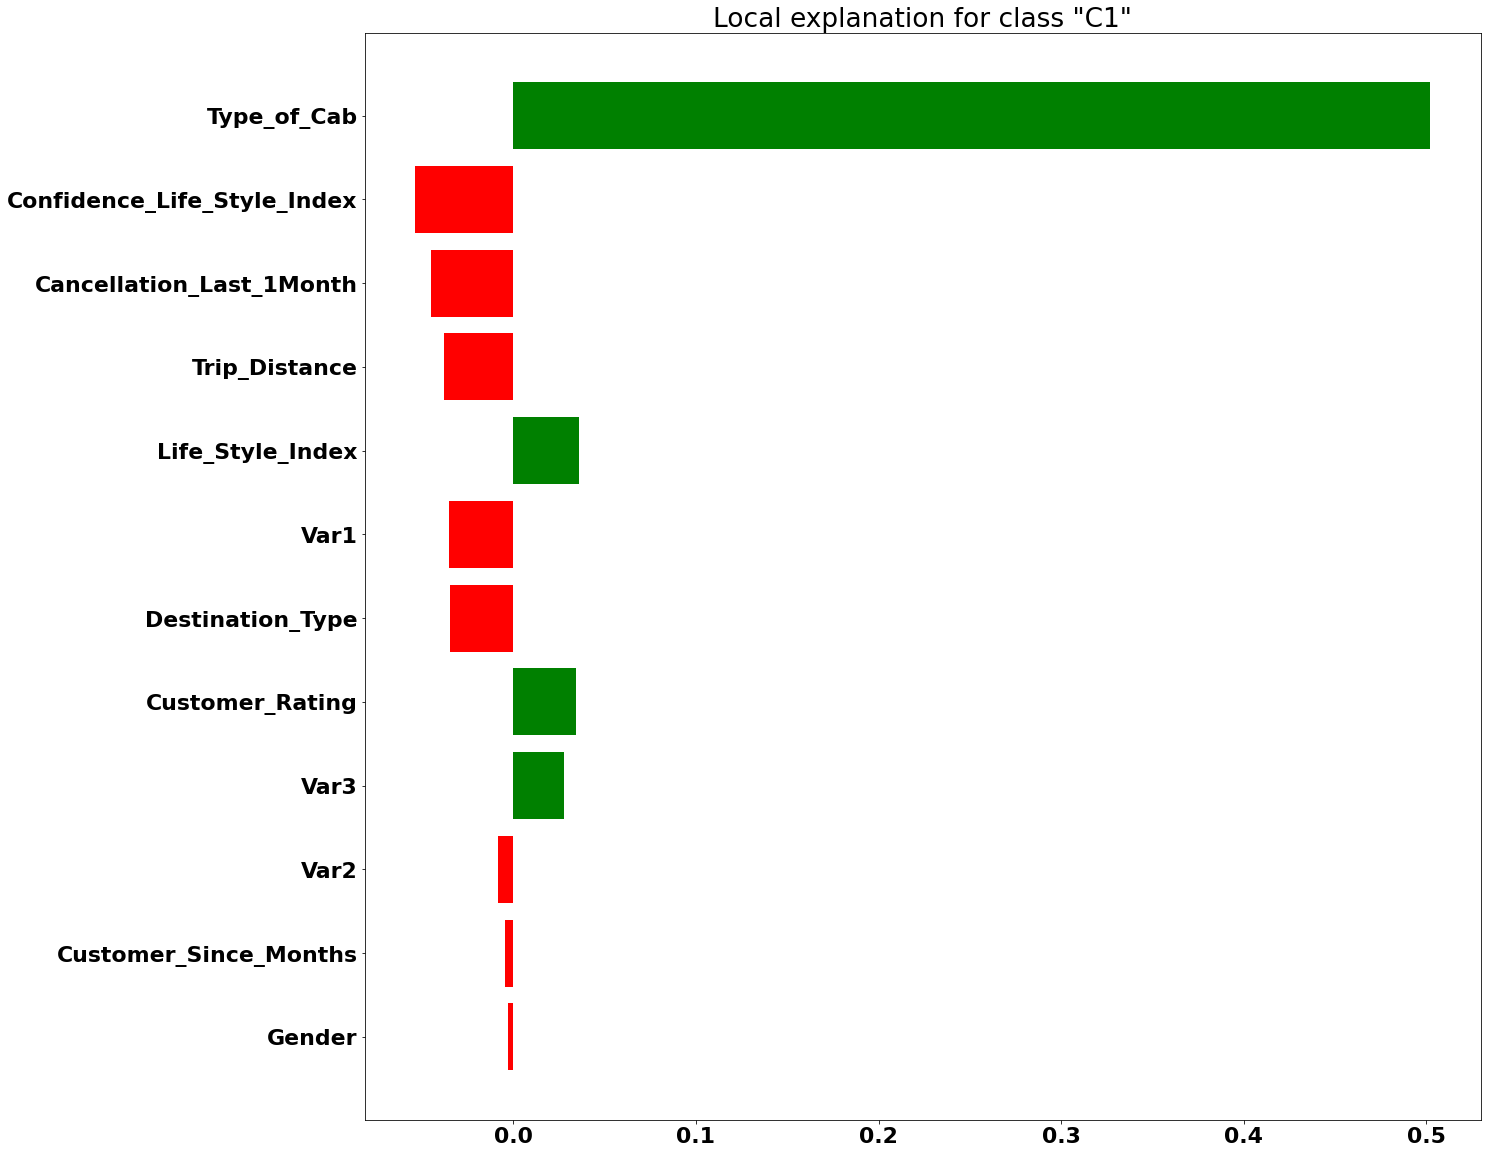 Local explanation for class "C1"
Type_of_Cab
Confidence_Life_Style_Index
Cancellation_Last_1Month
Trip_Distance
Life_Style_Index
Var1
Destination_Type
Customer_Rating
Var3
Var2
Customer_Since_Months
Gender
0.0 0.1 0.2 0.3 0.4 0.5